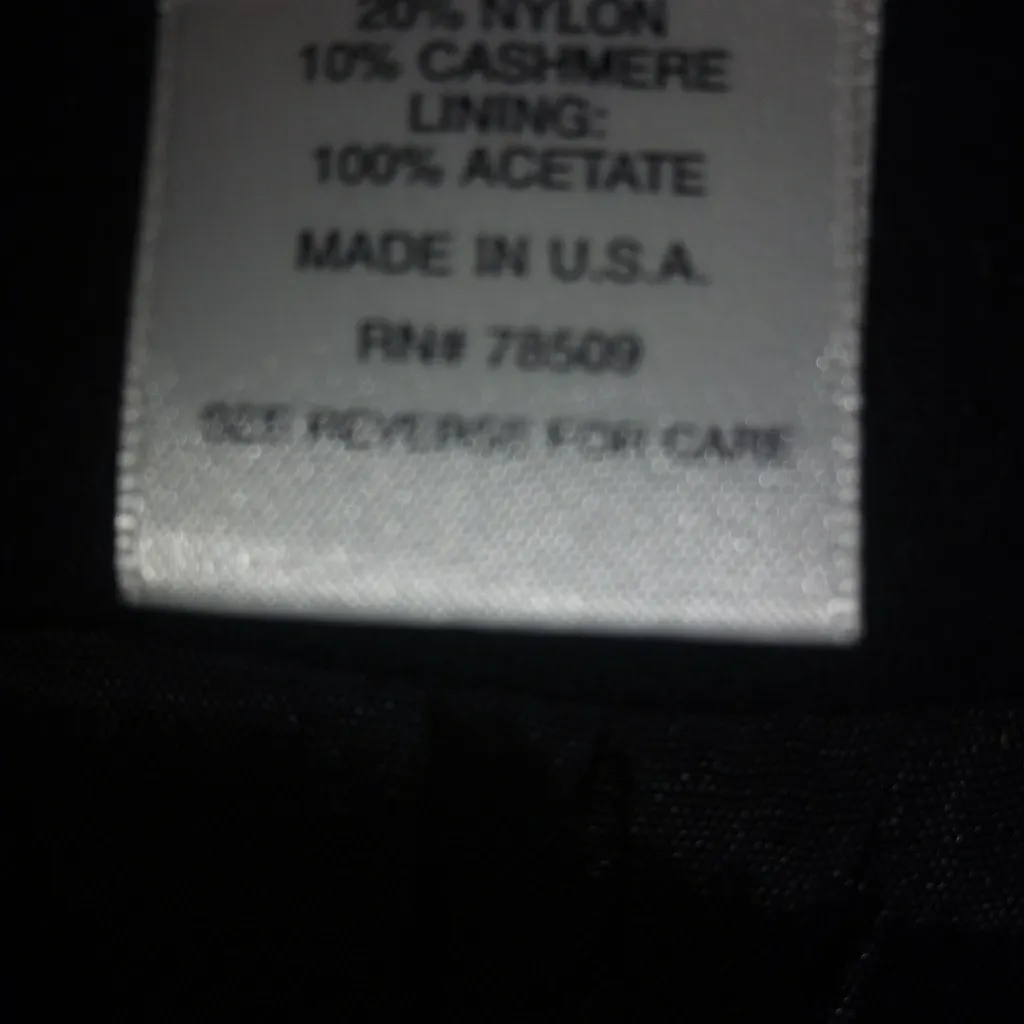 20% NYLON
10% CASHMERE
LINING:
100% ACETATE
MADE IN U.S.A.
RN# 78509
SEE REVERSE FOR CARE